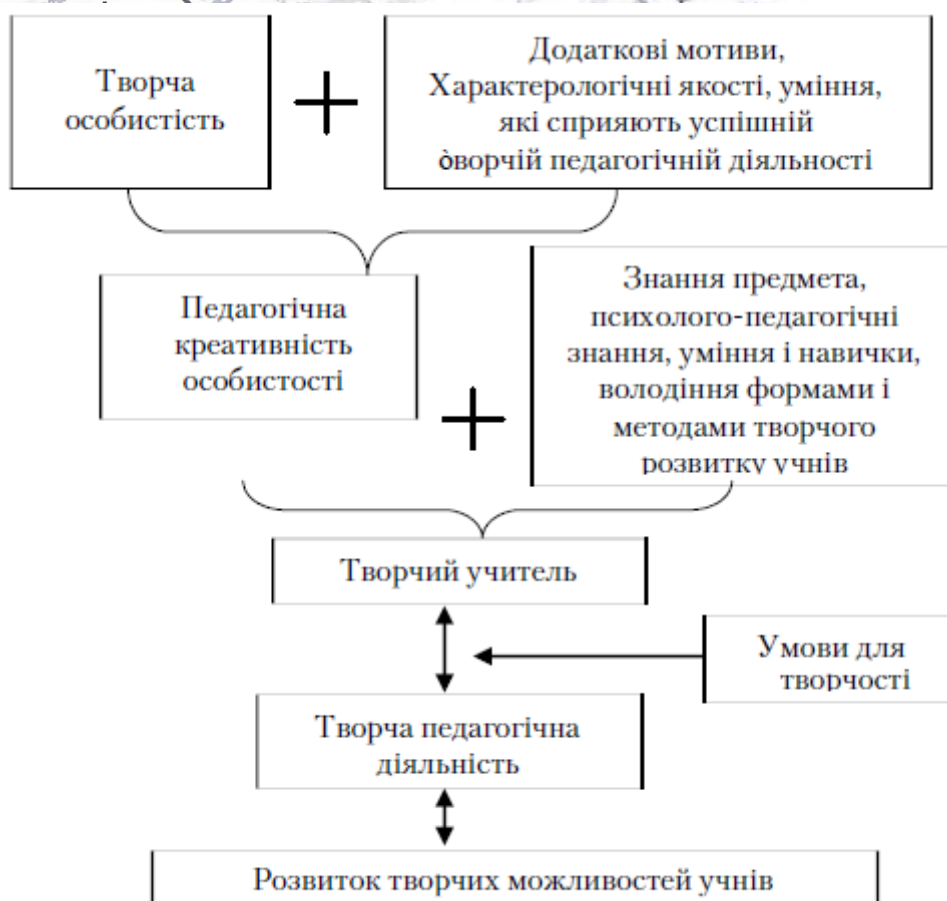 Творча
особистість
Додаткові мотиви,
Характерологічні якості, уміння,
які сприяють успішній
òворчій педагогічній діяльності
Педагогічна
креативність
особистості
Знання предмета,
психолого-педагогічні
знання, уміння і навички,
володіння формами і
методами творчого
розвитку учнів
Творчий учитель
Умови для
творчості
Творча педагогічна
діяльність
Розвиток творчих можливостей учнів